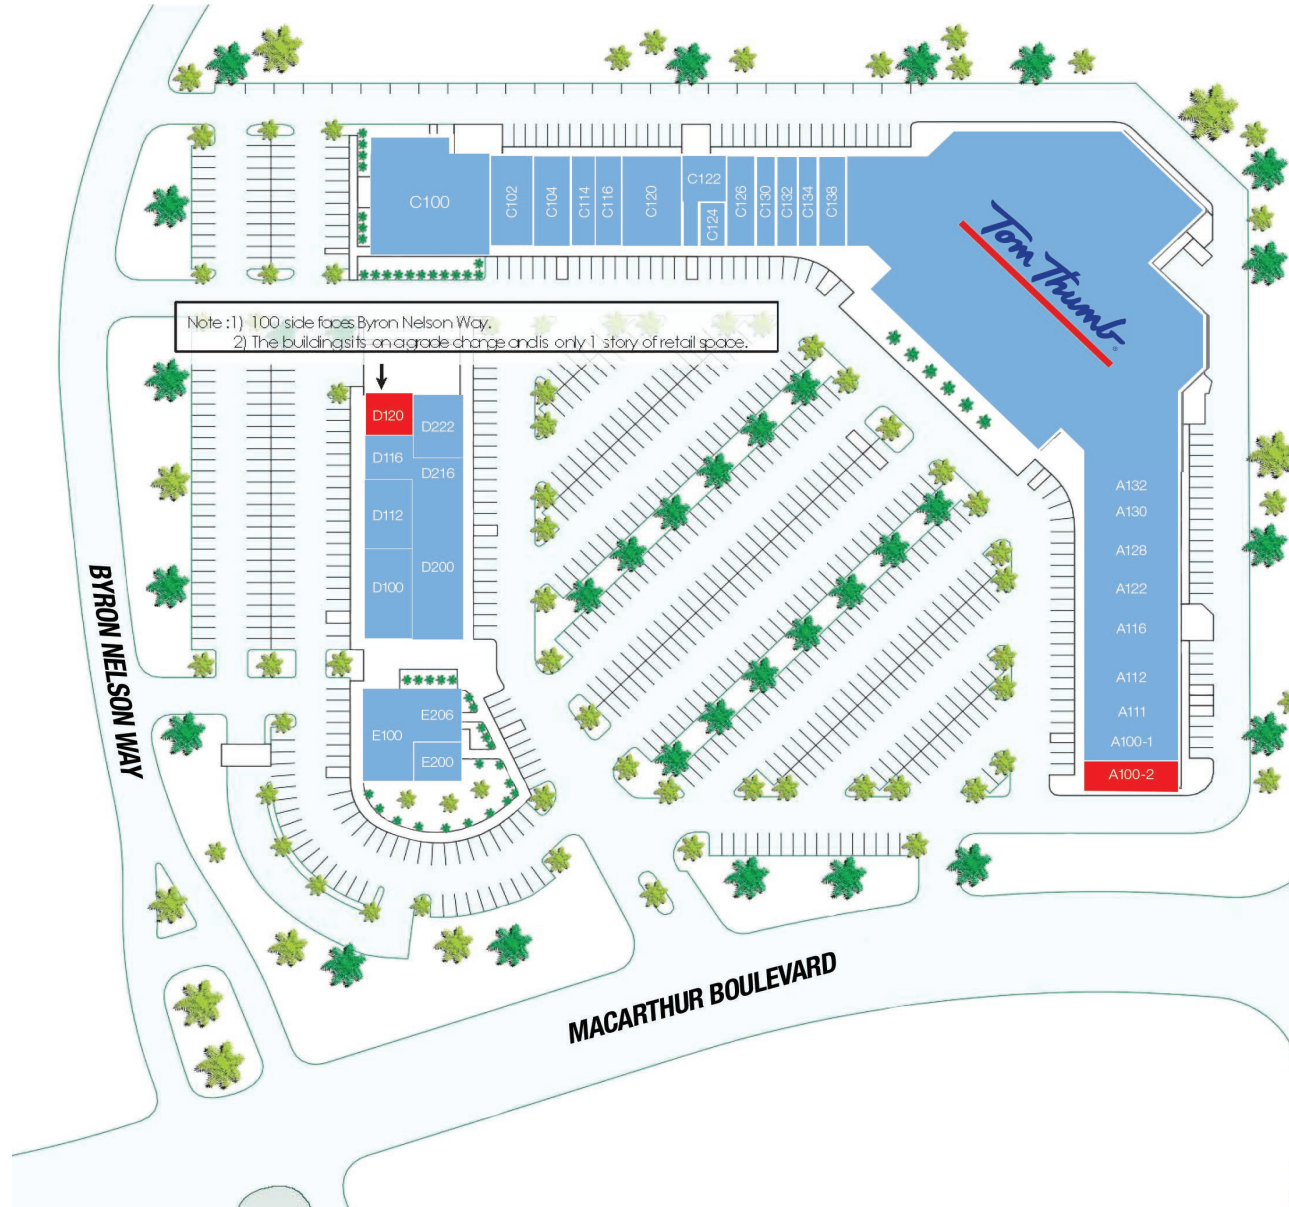 C100
C102
C104
C114
C116
C120
C122
C124
C126
C130
C132
C134
C138
Tom Thumb®
Note :1) 100 side faces Byron Nelson Way.
2) The building sits on a grade change and is only 1 story of retail space.
D120
D222
D116
D216
D112
D200
D100
E206
E100
E200
A132
A130
A128
A122
A116
A112
A111
A100-1
A100-2
BYRON NELSON WAY
MACARTHUR BOULEVARD